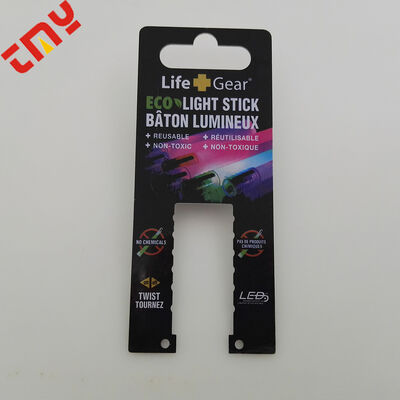 TMY
Life Gear®
ECO LIGHT STICK
BÂTON LUMINEUX
+ REUSABLE
+ NON-TOXIC
+ RÉUTILISABLE
+ NON-TOXIQUE
NO CHEMICALS
PAS DE PRODUITS
CHIMIQUES
TWIST
TOURNEZ
LED